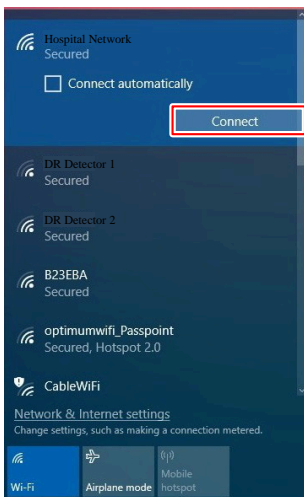 Hospital Network
Secured
Connect automatically
Connect
DR Detector 1
Secured
DR Detector 2
Secured
B23EBA
Secured
optimumwifi_Passpoint
Secured, Hotspot 2.0
CableWiFi
Network & Internet settings
Change settings, such as making a connection metered.
Wi-Fi
Airplane mode
Mobile
hotspot